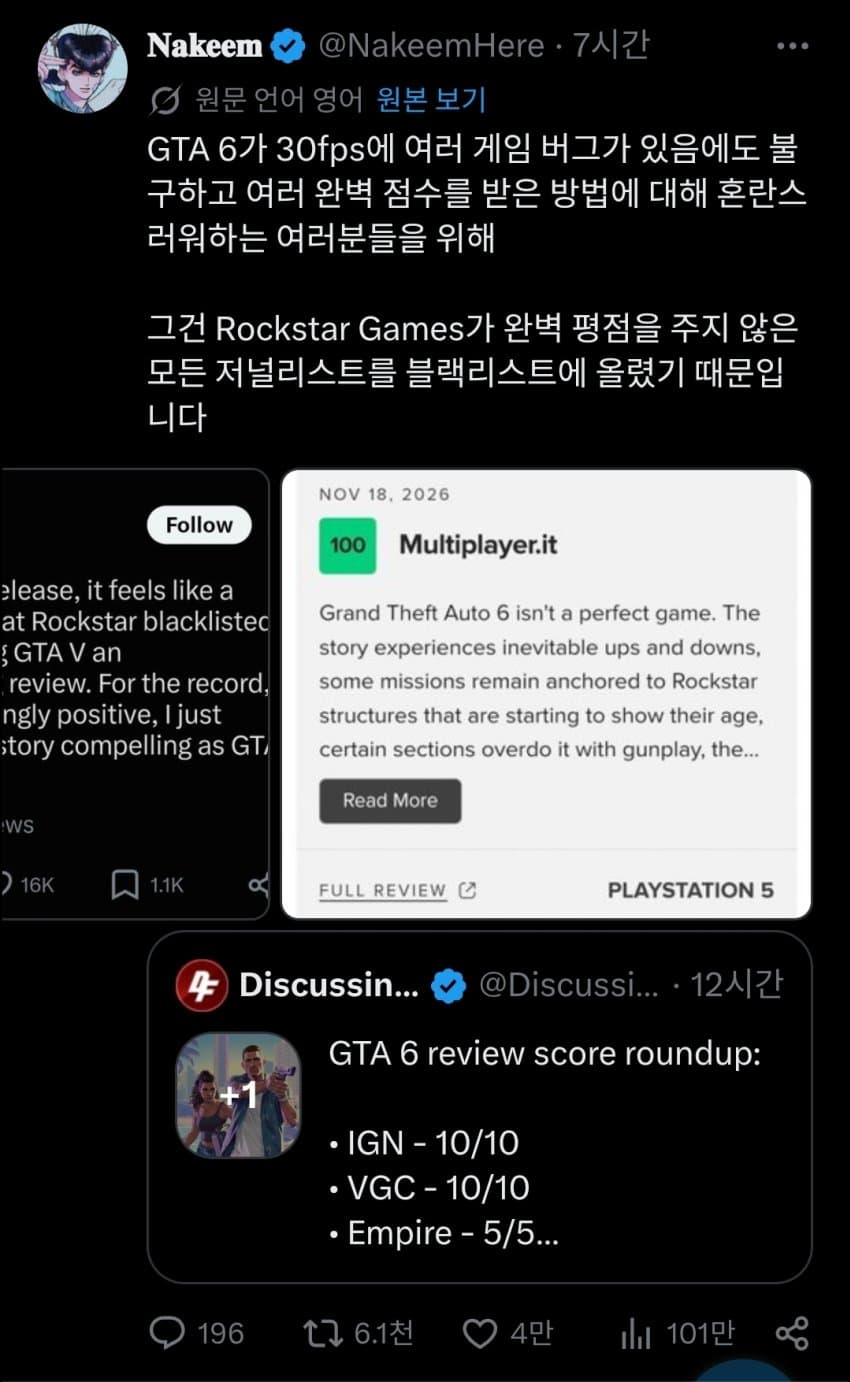 Nakeem @NakeemHere · 7시간
원문 언어 영어 원본 보기
GTA 6가 30fps에 여러 게임 버그가 있음에도 불
구하고 여러 완벽 점수를 받은 방법에 대해 혼란스
러워하는 여러분들을 위해
그건 Rockstar Games가 완벽 평점을 주지 않은
모든 저널리스트를 블랙리스트에 올렸기 때문입
니다
Follow
elease, it feels like a
at Rockstar blacklisted
g GTA V an
review. For the record,
ngly positive, I just
story compelling as GTA
ews
16K 1.1K
NOV 18, 2026
100 Multiplayer.it
Grand Theft Auto 6 isn't a perfect game. The
story experiences inevitable ups and downs,
some missions remain anchored to Rockstar
structures that are starting to show their age,
certain sections overdo it with gunplay, the...
Read More
FULL REVIEW PLAYSTATION 5
DF Discussin... @Discussi... · 12시간
+1
GTA 6 review score roundup:
• IGN – 10/10
• VGC – 10/10
• Empire – 5/5...
196 6.1천 4만 101만